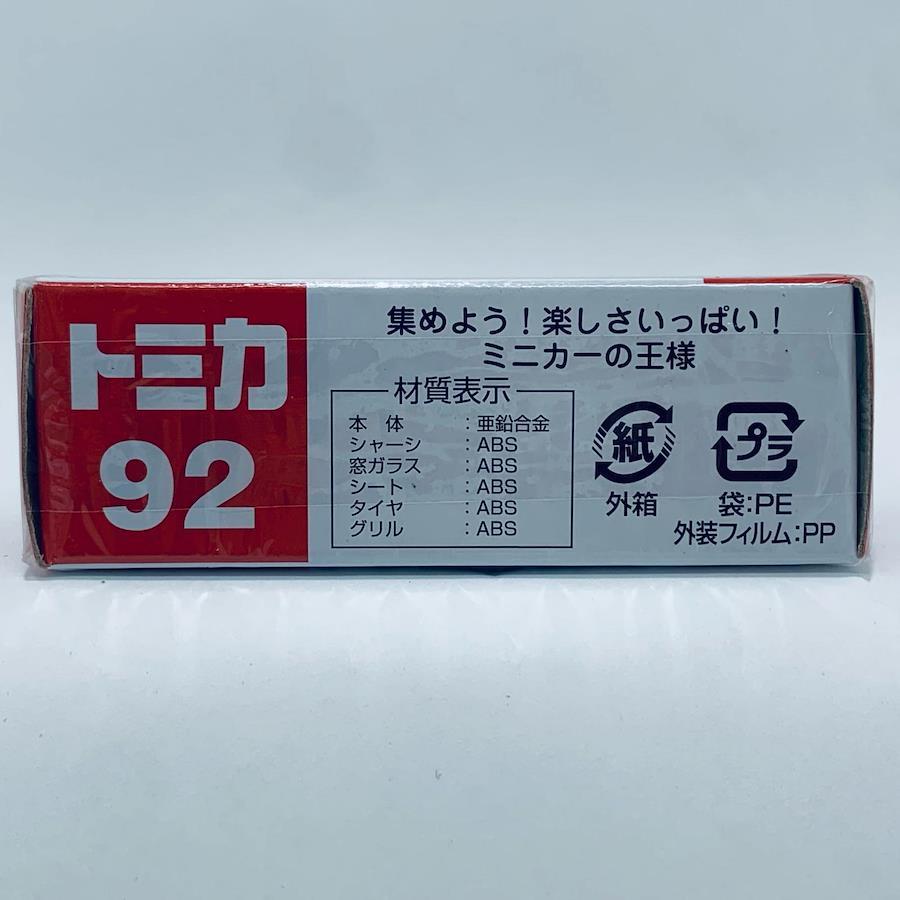 トミカ
92
集めよう！楽しさいっぱい！
ミニカーの王様
材質表示
本体：亜鉛合金
シャーシ：ABS
窓ガラス：ABS
シート：ABS
タイヤ：ABS
グリル：ABS
紙
外箱
プラ
袋：PE
外装フィルム：PP